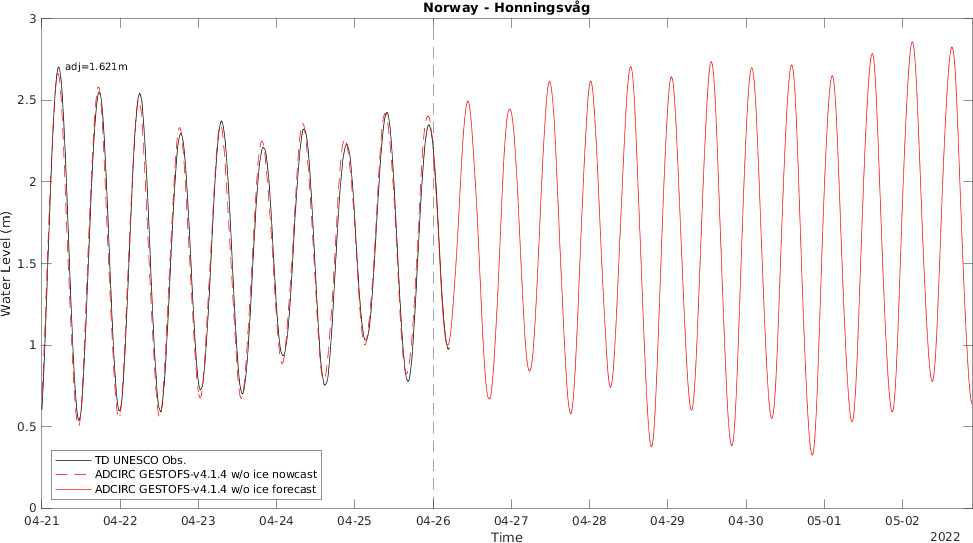 Norway - Honningsvåg
3
adj=1.621m
2.5
2
1.5
1
0.5
0
Water Level (m)
TD UNESCO Obs.
ADCIRC GESTOFS-v4.1.4 w/o ice nowcast
ADCIRC GESTOFS-v4.1.4 w/o ice forecast
04-21 04-22 04-23 04-24 04-25 04-26 04-27 04-28 04-29 04-30 05-01 05-02
Time
2022